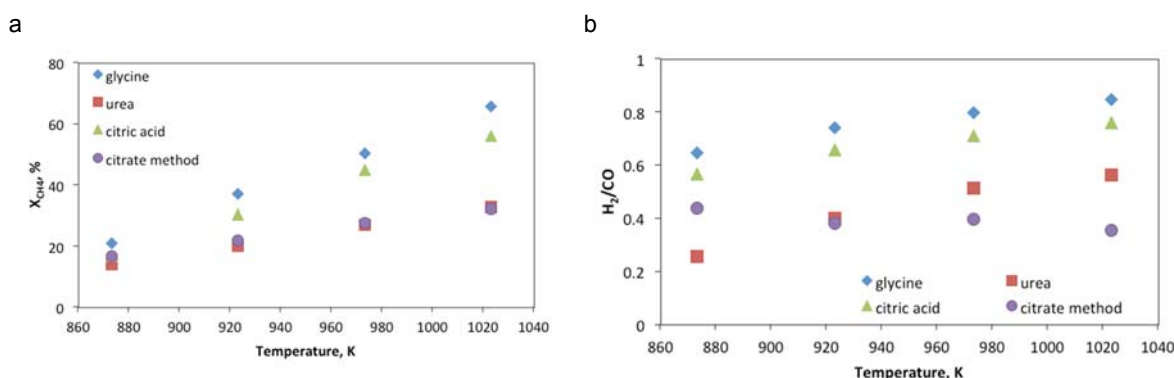 a
80
60
40
20
0
X_CH4, %
glycine
urea
citric acid
citrate method
860 880 900 920 940 960 980 1000 1020 1040
Temperature, K
b
1
0.8
0.6
0.4
0.2
0
H2/CO
glycine urea
citric acid citrate method
860 880 900 920 940 960 980 1000 1020 1040
Temperature, K